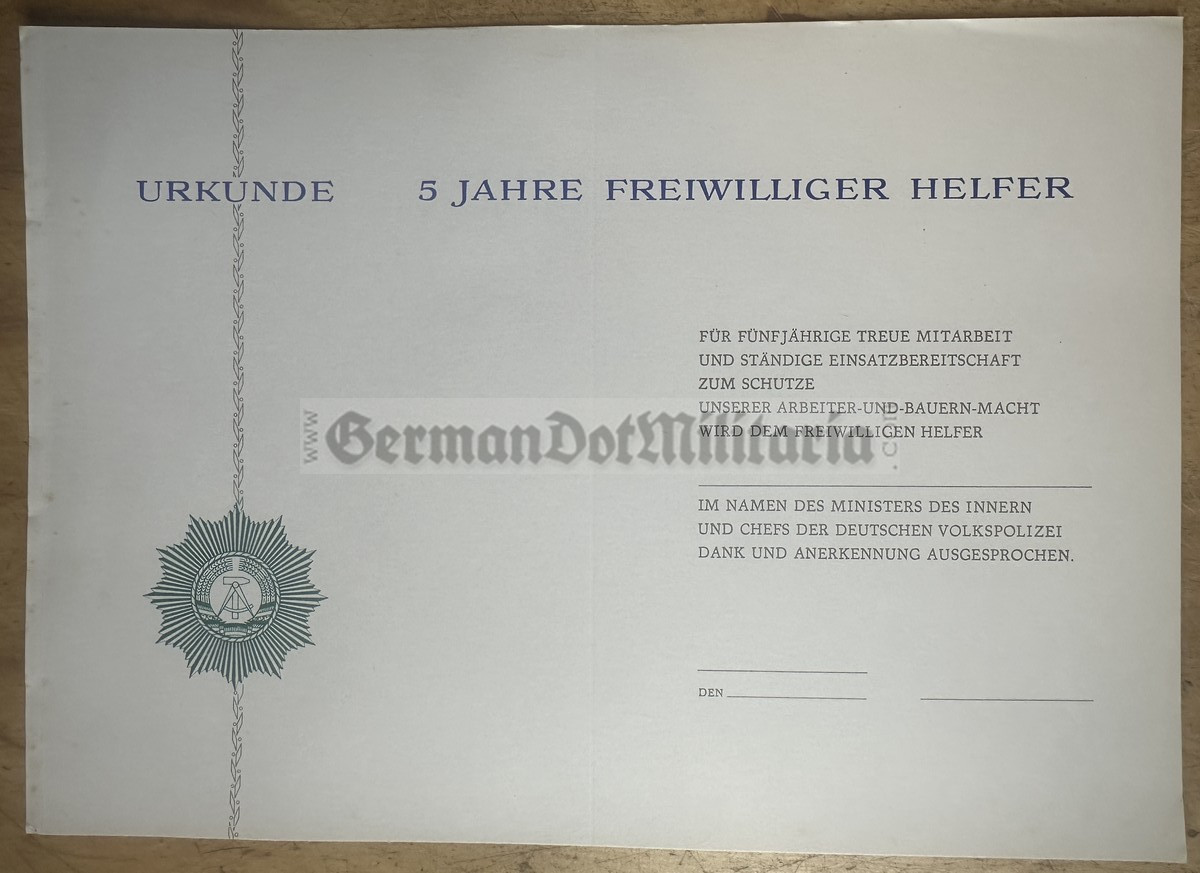 URKUNDE 5 JAHRE FREIWILLIGER HELFER
FÜR FÜNFJÄHRIGE TREUE MITARBEIT
UND STÄNDIGE EINSATZBEREITSCHAFT
ZUM SCHUTZE
UNSERER ARBEITER-UND-BAUERN-MACHT
WIRD DEM FREIWILLIGEN HELFER
www.GermanDotMilitaria.com
IM NAMEN DES MINISTERS DES INNERN
UND CHEFS DER DEUTSCHEN VOLKSPOLIZEI
DANK UND ANERKENNUNG AUSGESPROCHEN.
DEN